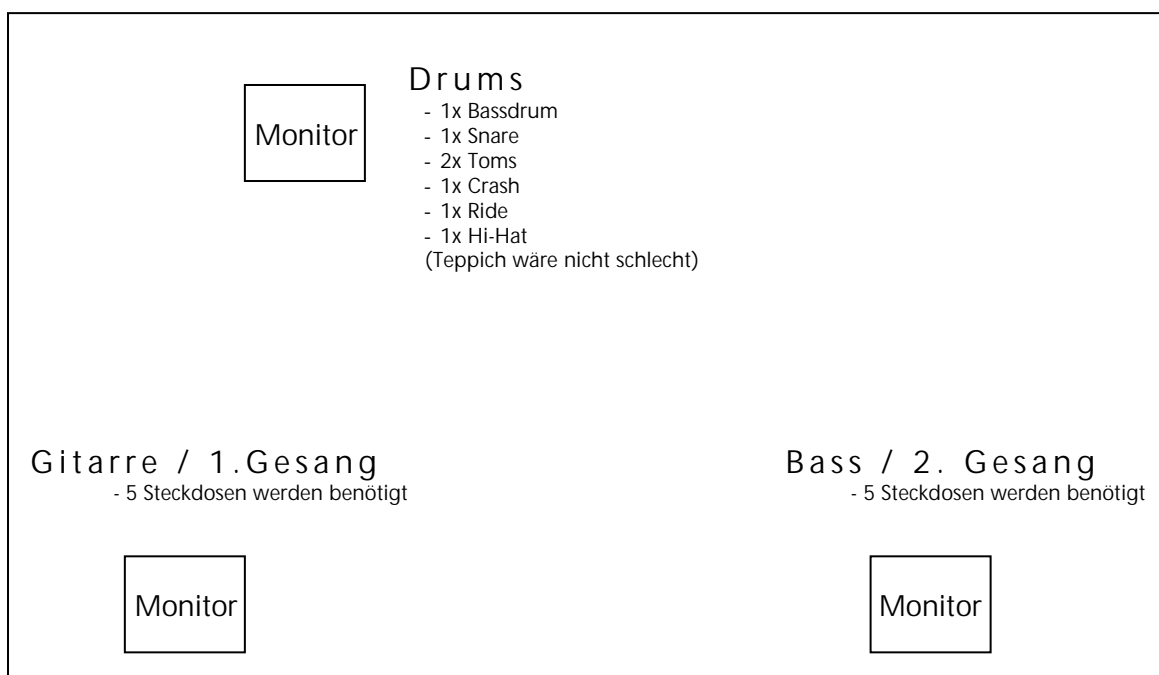 Drums
- 1x Bassdrum
Monitor
- 1x Snare
- 2x Toms
- 1x Crash
- 1x Ride
- 1x Hi-Hat
(Teppich wäre nicht schlecht)
Gitarre / 1.Gesang
- 5 Steckdosen werden benötigt
Bass / 2. Gesang
- 5 Steckdosen werden benötigt
Monitor
Monitor